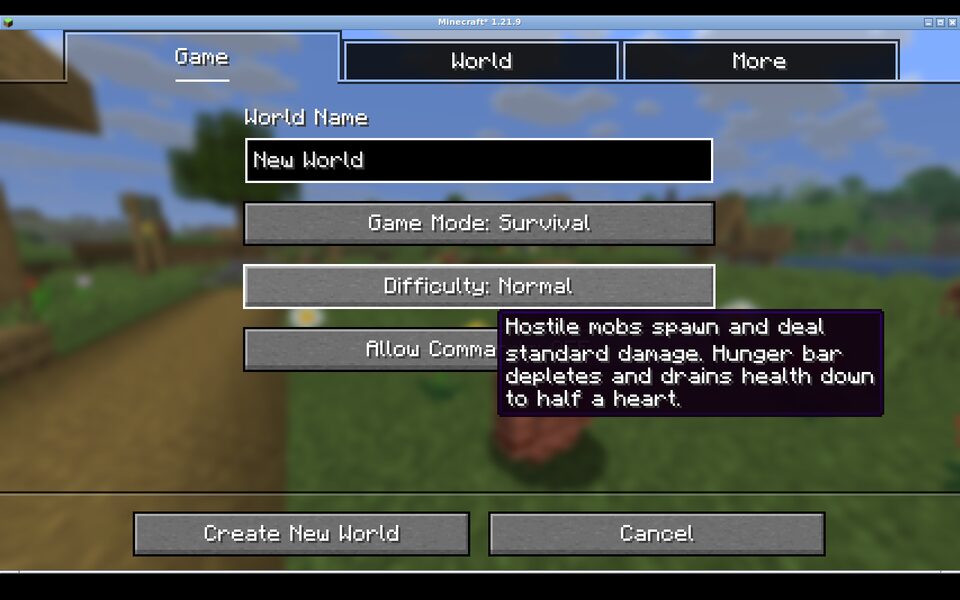 Minecraft* 1.21.9
Game
World
More
World Name
New World
Game Mode: Survival
Difficulty: Normal
Allow Comma
Hostile mobs spawn and deal
standard damage. Hunger bar
depletes and drains health down
to half a heart.
Create New World
Cancel